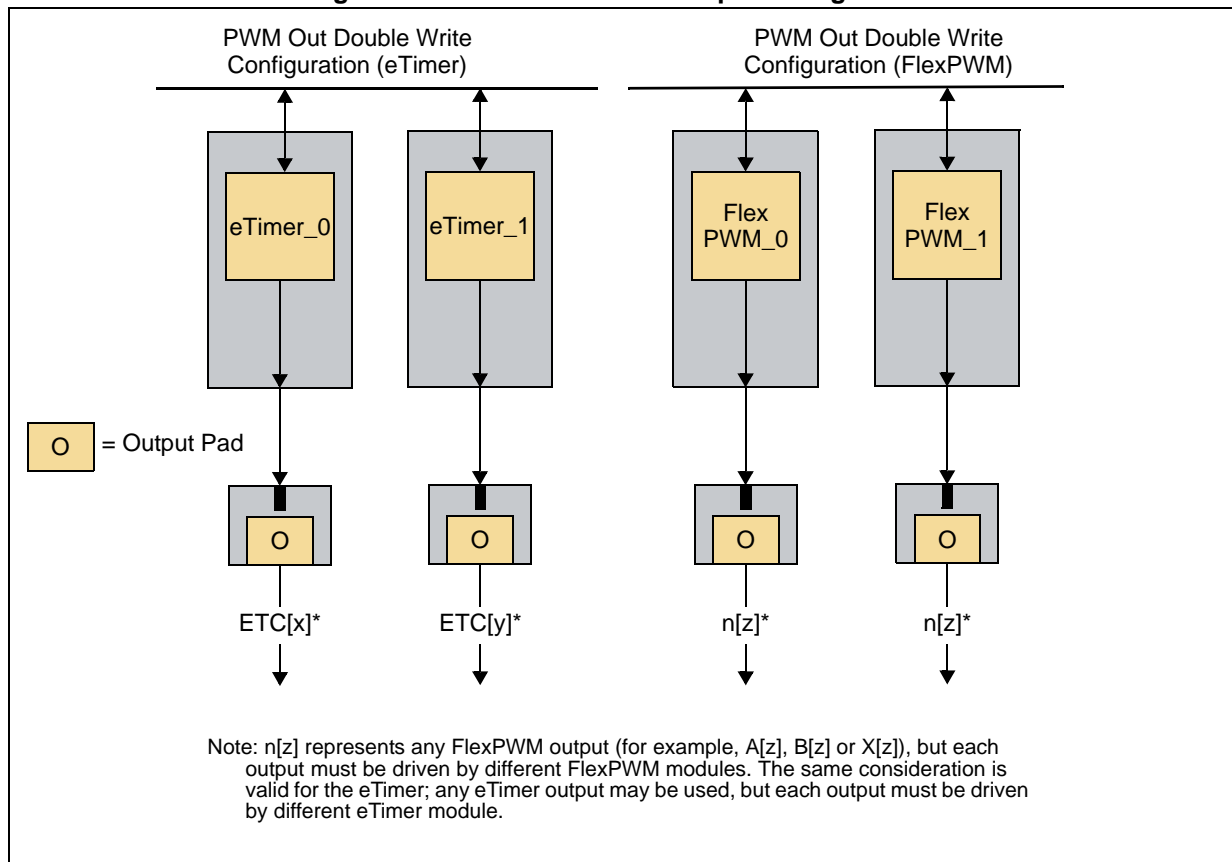 PWM Out Double Write
Configuration (eTimer)
PWM Out Double Write
Configuration (FlexPWM)
eTimer_0
eTimer_1
Flex
PWM_0
Flex
PWM_1
O
= Output Pad
O
O
O
O
ETC[x]*
ETC[y]*
n[z]*
n[z]*
Note: n[z] represents any FlexPWM output (for example, A[z], B[z] or X[z]), but each
output must be driven by different FlexPWM modules. The same consideration is
valid for the eTimer; any eTimer output may be used, but each output must be driven
by different eTimer module.